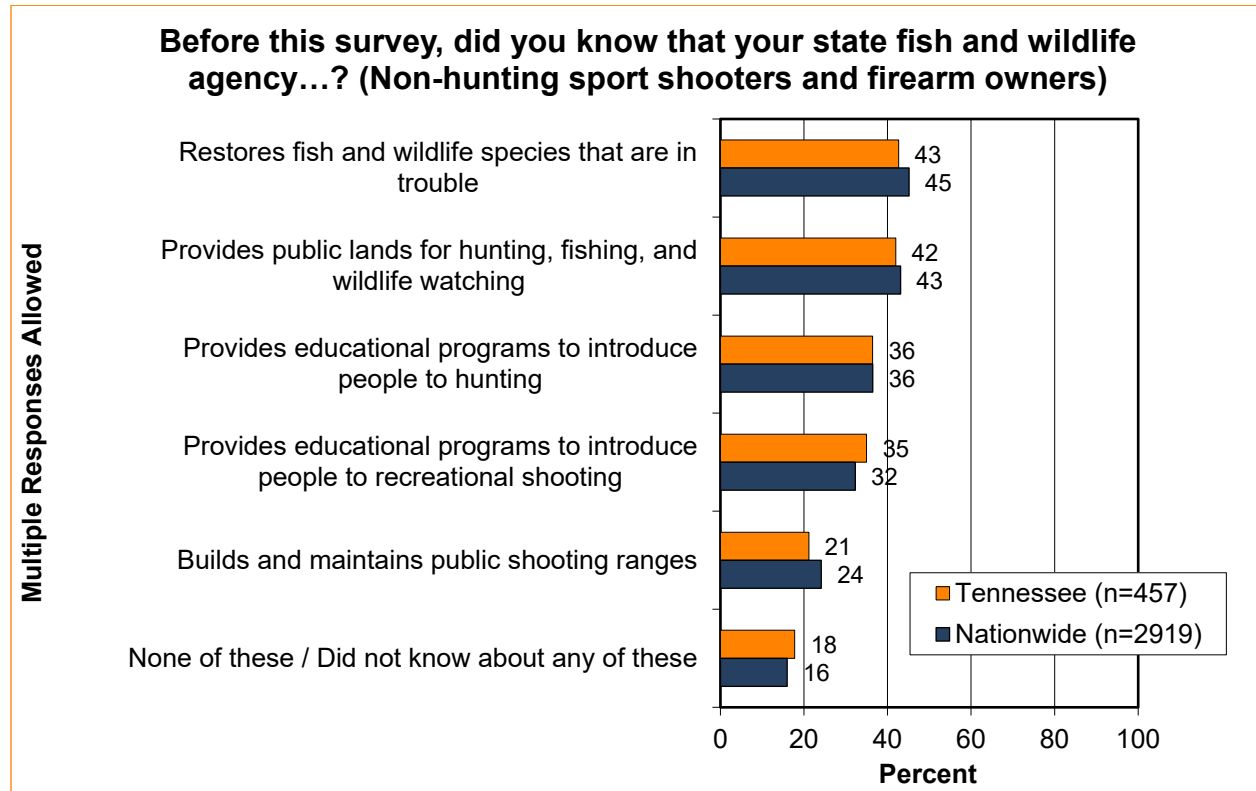 Before this survey, did you know that your state fish and wildlife
agency…? (Non-hunting sport shooters and firearm owners)
Multiple Responses Allowed
Restores fish and wildlife species that are in
trouble
43
45
Provides public lands for hunting, fishing, and
wildlife watching
42
43
Provides educational programs to introduce
people to hunting
36
36
Provides educational programs to introduce
people to recreational shooting
35
32
Builds and maintains public shooting ranges
21
24
None of these / Did not know about any of these
18
16
Tennessee (n=457)
Nationwide (n=2919)
0 20 40 60 80 100
Percent